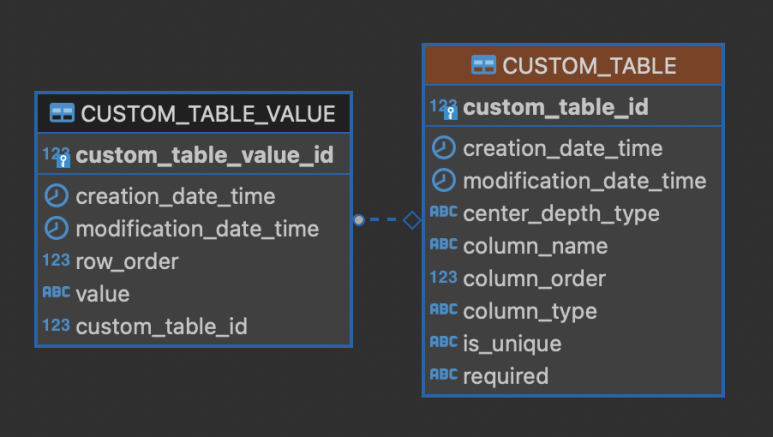 CUSTOM_TABLE_VALUE
123 custom_table_value_id
creation_date_time
modification_date_time
123 row_order
ABC value
123 custom_table_id
CUSTOM_TABLE
123 custom_table_id
creation_date_time
modification_date_time
ABC center_depth_type
ABC column_name
123 column_order
ABC column_type
ABC is_unique
ABC required